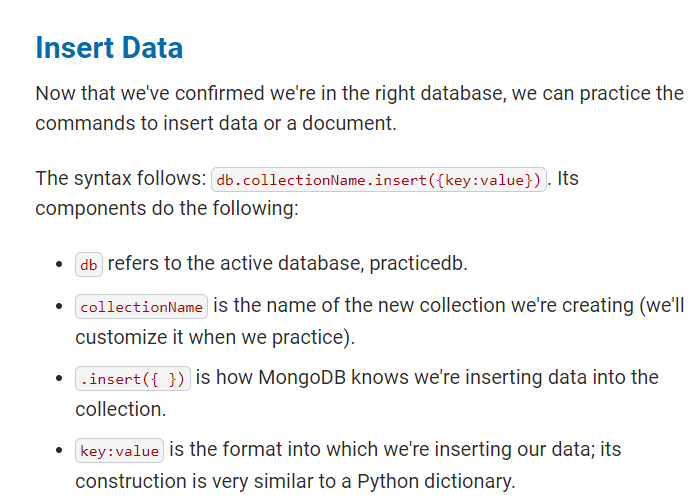 Insert Data
Now that we've confirmed we're in the right database, we can practice the
commands to insert data or a document.
The syntax follows: db.collectionName.insert({key:value}). Its
components do the following:
• db refers to the active database, practicedb.
• collectionName is the name of the new collection we're creating (we'll
customize it when we practice).
• .insert({ }) is how MongoDB knows we're inserting data into the
collection.
• key:value is the format into which we're inserting our data; its
construction is very similar to a Python dictionary.